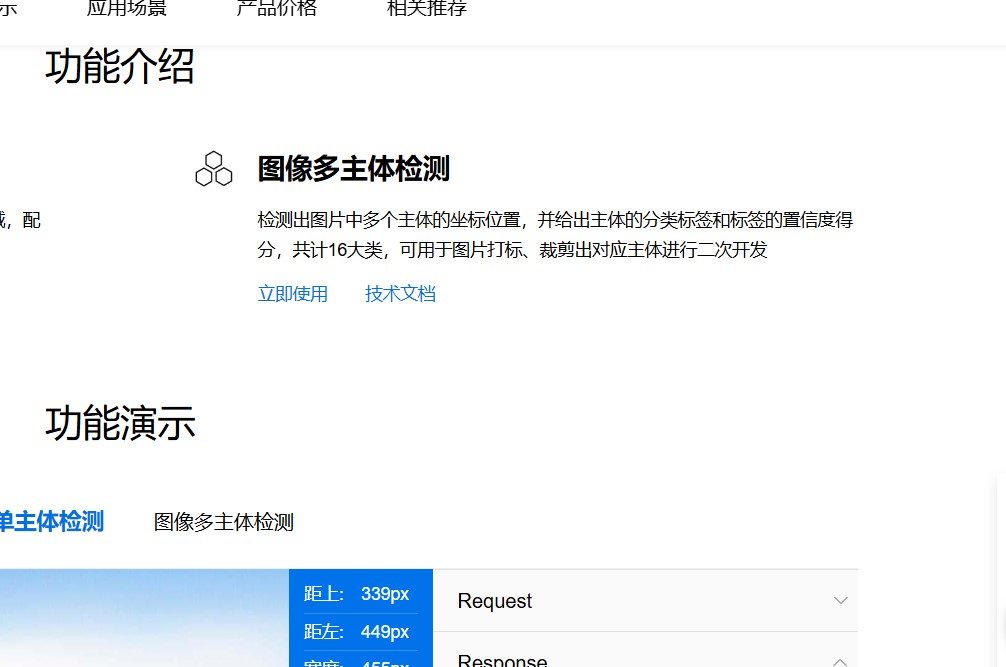 示 应用场景 产品价格 相关推荐
功能介绍
图像多主体检测
，配 检测出图片中多个主体的坐标位置，并给出主体的分类标签和标签的置信度得
分，共计16大类，可用于图片打标、裁剪出对应主体进行二次开发
立即使用 技术文档
功能演示
单主体检测 图像多主体检测
距上: 339px Request
距左: 449px
宽度: 455px Response